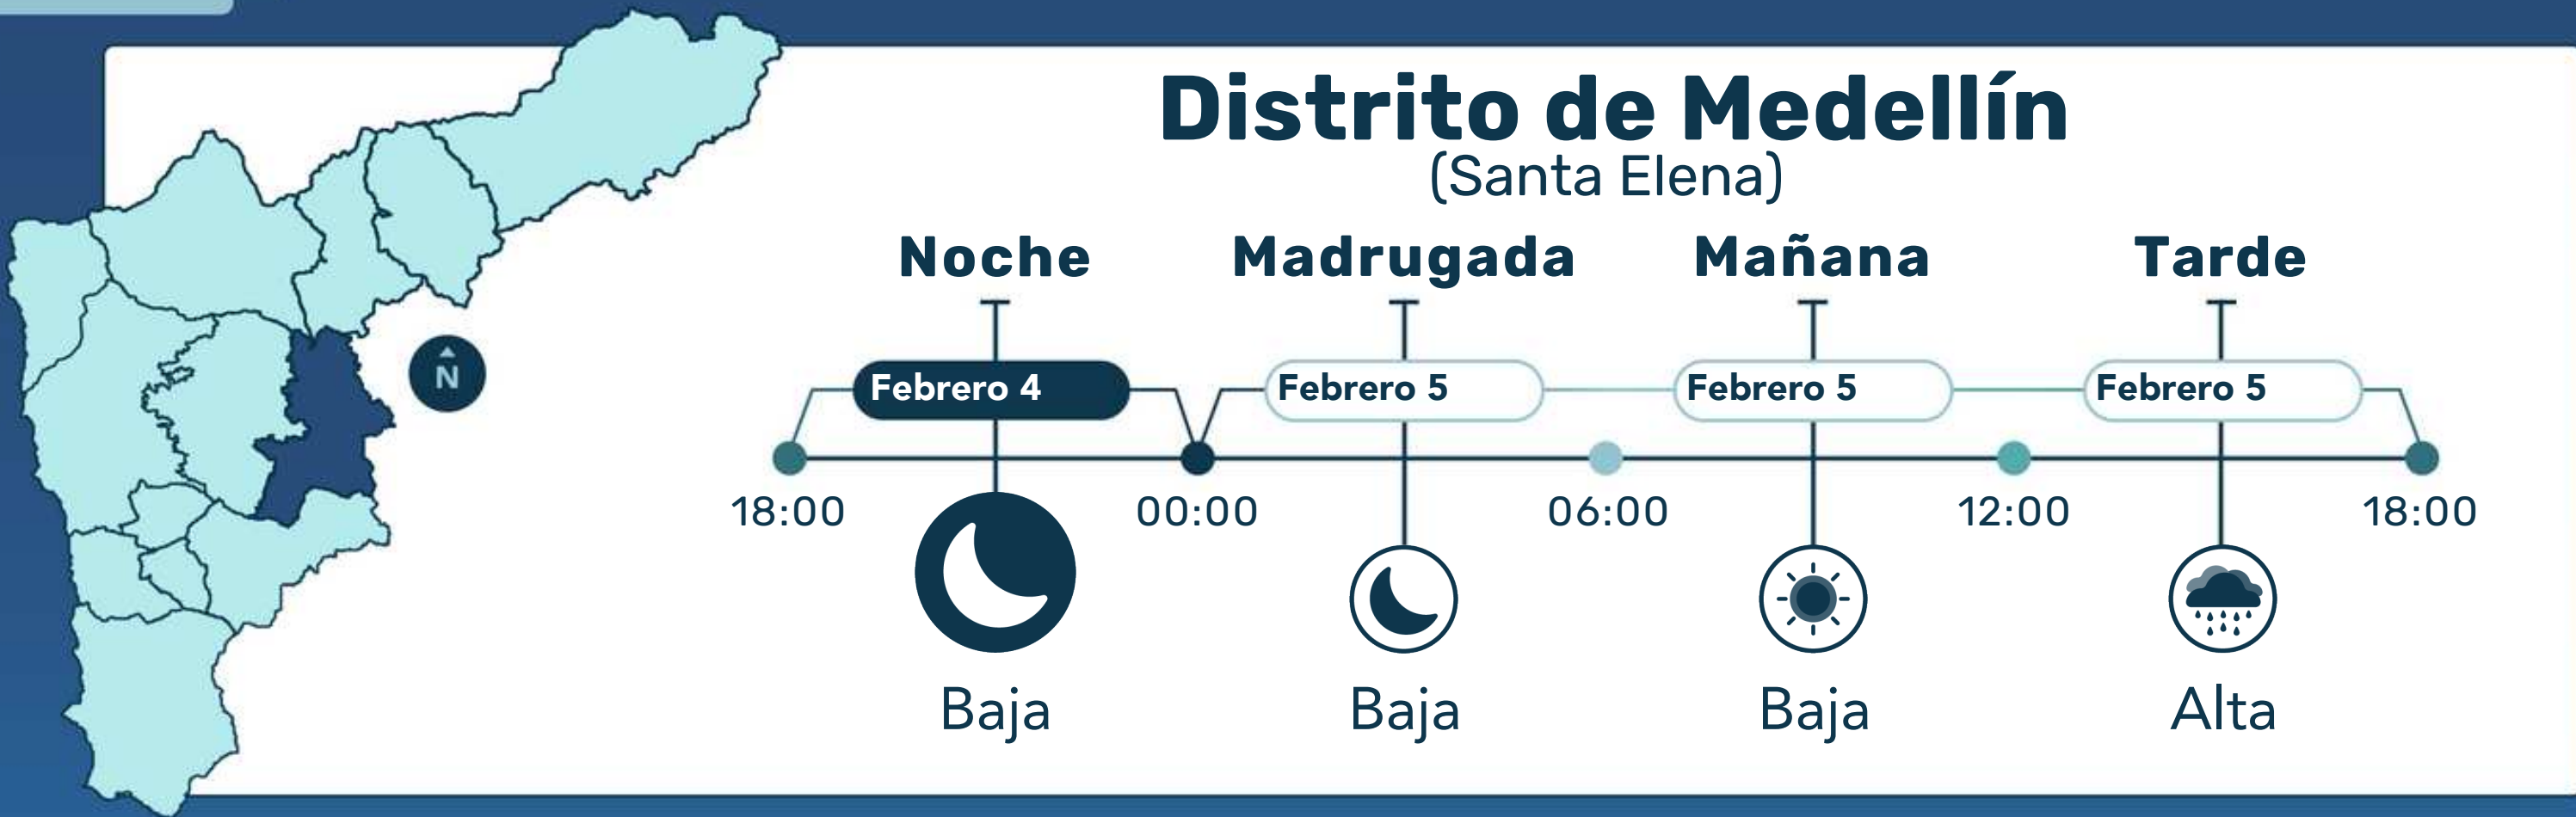 Distrito de Medellín
(Santa Elena)
Noche Madrugada Mañana Tarde
N
Febrero 4 Febrero 5 Febrero 5 Febrero 5
18:00 00:00 06:00 12:00 18:00
Baja Baja Baja Alta